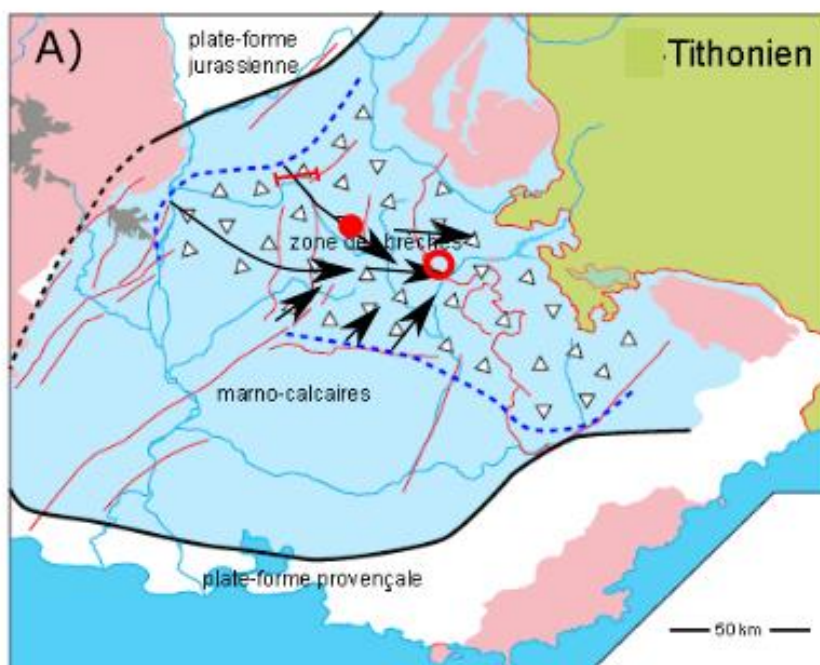 A)
plate-forme
jurassienne
Tithonien
zone des brèches
marno-calcaires
plate-forme provençale
50 km